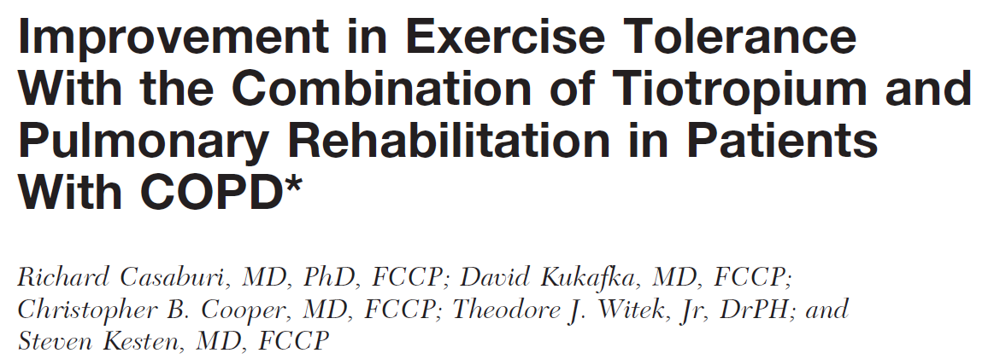 Improvement in Exercise Tolerance
With the Combination of Tiotropium and
Pulmonary Rehabilitation in Patients
With COPD*
Richard Casaburi, MD, PhD, FCCP; David Kukafka, MD, FCCP;
Christopher B. Cooper, MD, FCCP; Theodore J. Witek, Jr, DrPH; and
Steven Kesten, MD, FCCP